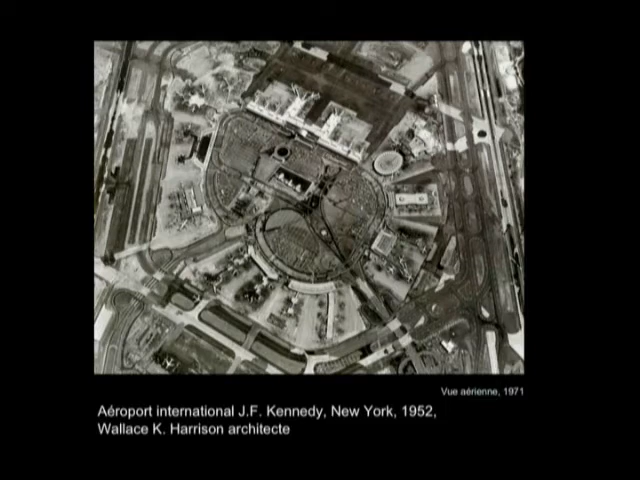 Vue aérienne, 1971
Aéroport international J.F. Kennedy, New York, 1952,
Wallace K. Harrison architecte